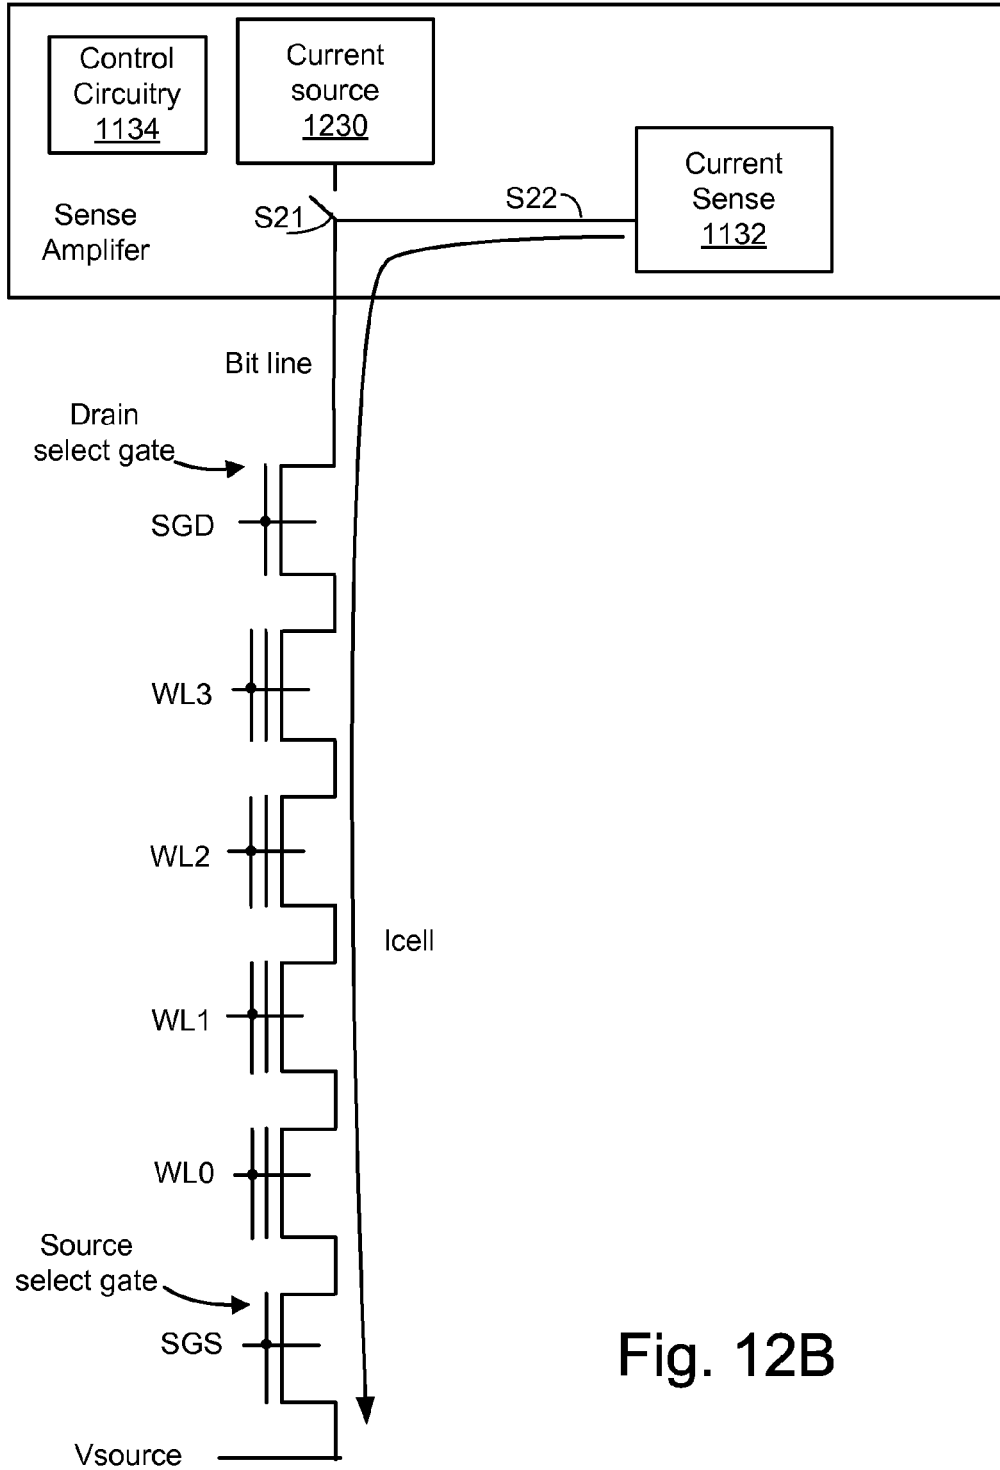 Control
Circuitry
1134
Current
source
1230
Current
Sense
1132
S22
S21
Sense
Amplifer
Bit line
Drain
select gate
SGD
WL3
WL2
Icell
WL1
WL0
Source
select gate
SGS
Fig. 12B
Vsource